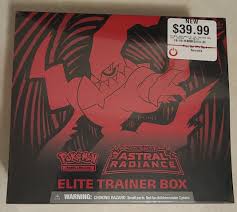 NEW
$39.99
POKÉMON
ASTRAL RADIANCE
ELITE TRAINER BOX
WARNING: CHOKING HAZARD